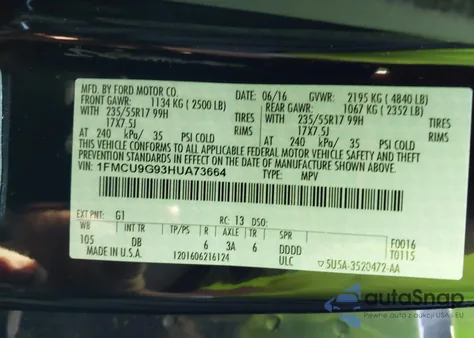 MFD. BY FORD MOTOR CO.
DATE: 06/16 GVWR: 2195 KG ( 4840 LB)
FRONT GAWR: 1134 KG ( 2500 LB) REAR GAWR: 1067 KG ( 2352 LB)
WITH 235/55R17 99H TIRES WITH 235/55R17 99H TIRES
17X7.5J RIMS 17X7.5J RIMS
AT 240 kPa/ 35 PSI COLD AT 240 kPa/ 35 PSI COLD
THIS VEHICLE CONFORMS TO ALL APPLICABLE FEDERAL MOTOR VEHICLE SAFETY AND THEFT PREVENTION STANDARDS IN EFFECT ON THE DATE OF MANUFACTURE SHOWN ABOVE.
VIN: 1FMCU9G93HUA73664 TYPE: MPV
EXT PNT: G1 RC: 13 DSO: F0016
WB INT TR TP/PS R AXLE TR SPR T0115
105 DB 6 3A 6 DDDD
MADE IN U.S.A. 1201606216124 ULC 5U5A-3520472-AA
autoSnap
Pewne auta z aukcji USA i EU